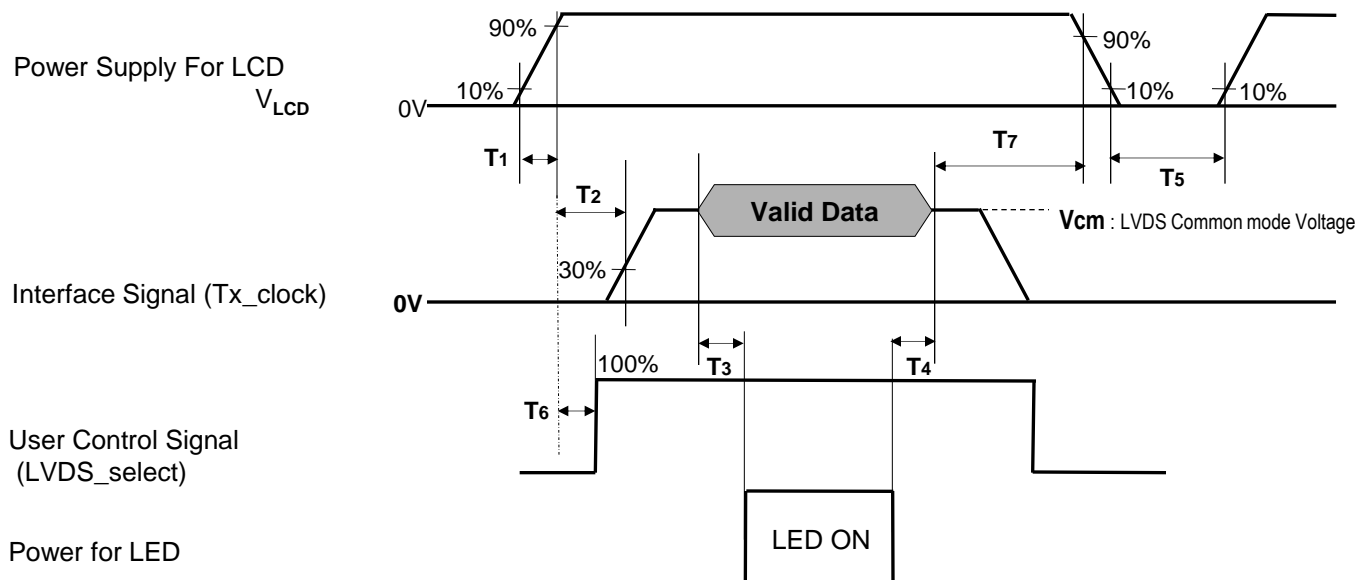 90%
90%
Power Supply For LCD
VLCD
10%
10%
10%
0V
T1
T7
T2
T5
Valid Data
Vcm : LVDS Common mode Voltage
30%
Interface Signal (Tx_clock)
0V
T3
T4
100%
T6
User Control Signal
(LVDS_select)
LED ON
Power for LED